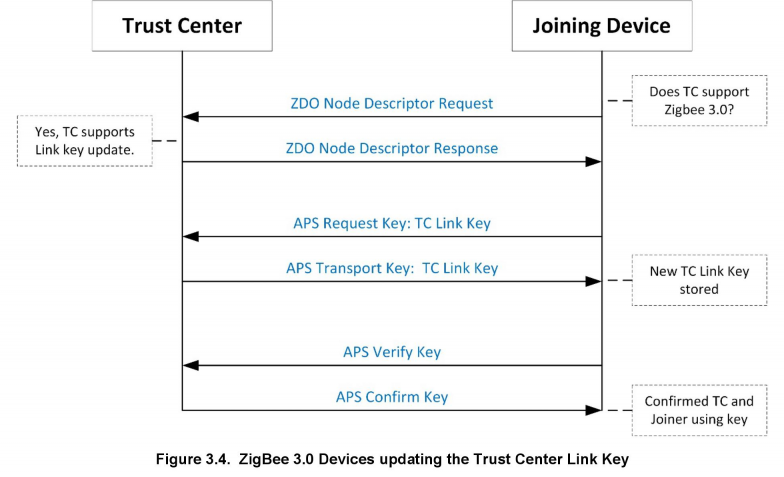 Trust Center
Joining Device
ZDO Node Descriptor Request
Does TC support
Zigbee 3.0?
Yes, TC supports
Link key update.
ZDO Node Descriptor Response
APS Request Key: TC Link Key
APS Transport Key:  TC Link Key
New TC Link Key
stored
APS Verify Key
APS Confirm Key
Confirmed TC and
Joiner using key
Figure 3.4.  ZigBee 3.0 Devices updating the Trust Center Link Key